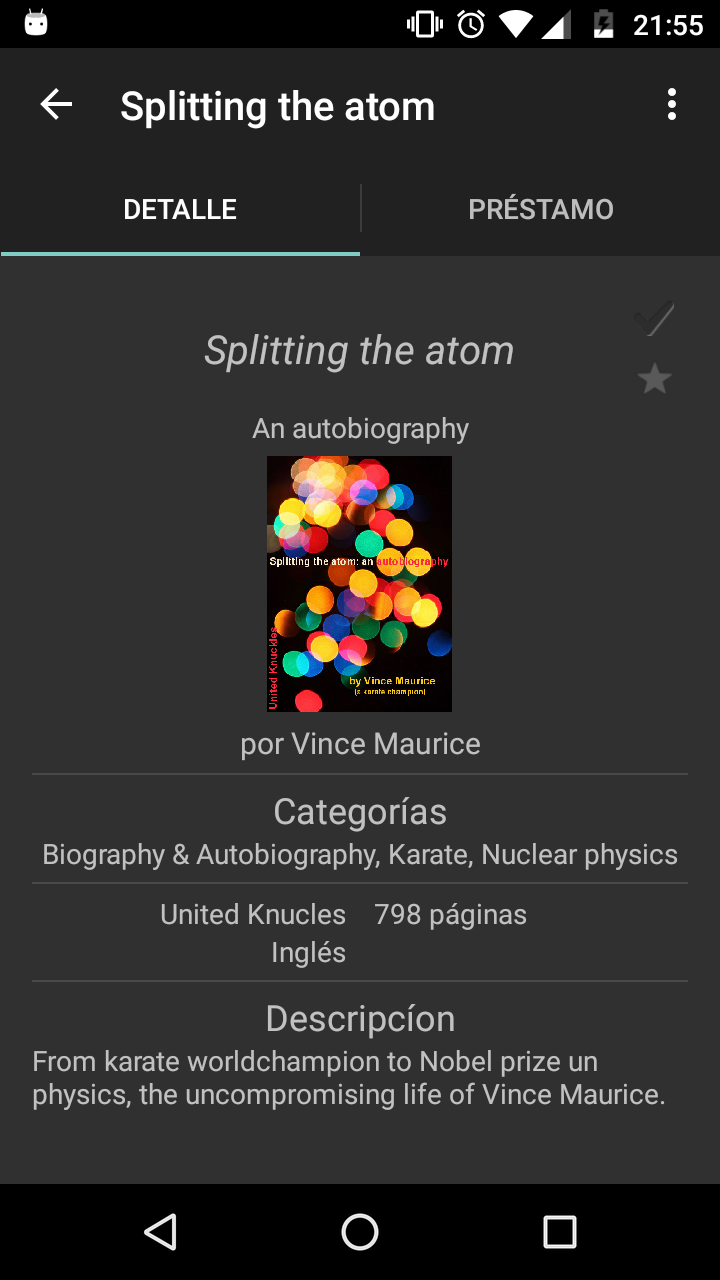 21:55
Splitting the atom
DETALLE
PRÉSTAMO
Splitting the atom
An autobiography
Splitting the atom: an autobiography
United Knuckles
by Vince Maurice
(a karate champion)
por Vince Maurice
Categorías
Biography & Autobiography, Karate, Nuclear physics
United Knucles 798 páginas
Inglés
Descripcíon
From karate worldchampion to Nobel prize un
physics, the uncompromising life of Vince Maurice.